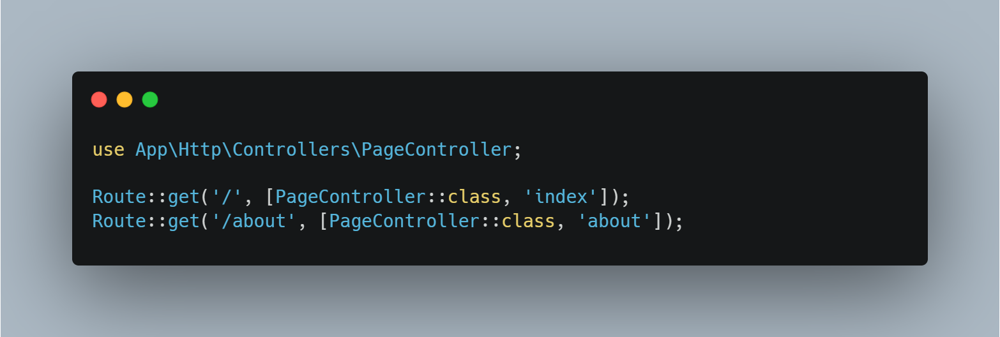 use App\Http\Controllers\PageController;
Route::get('/', [PageController::class, 'index']);
Route::get('/about', [PageController::class, 'about']);